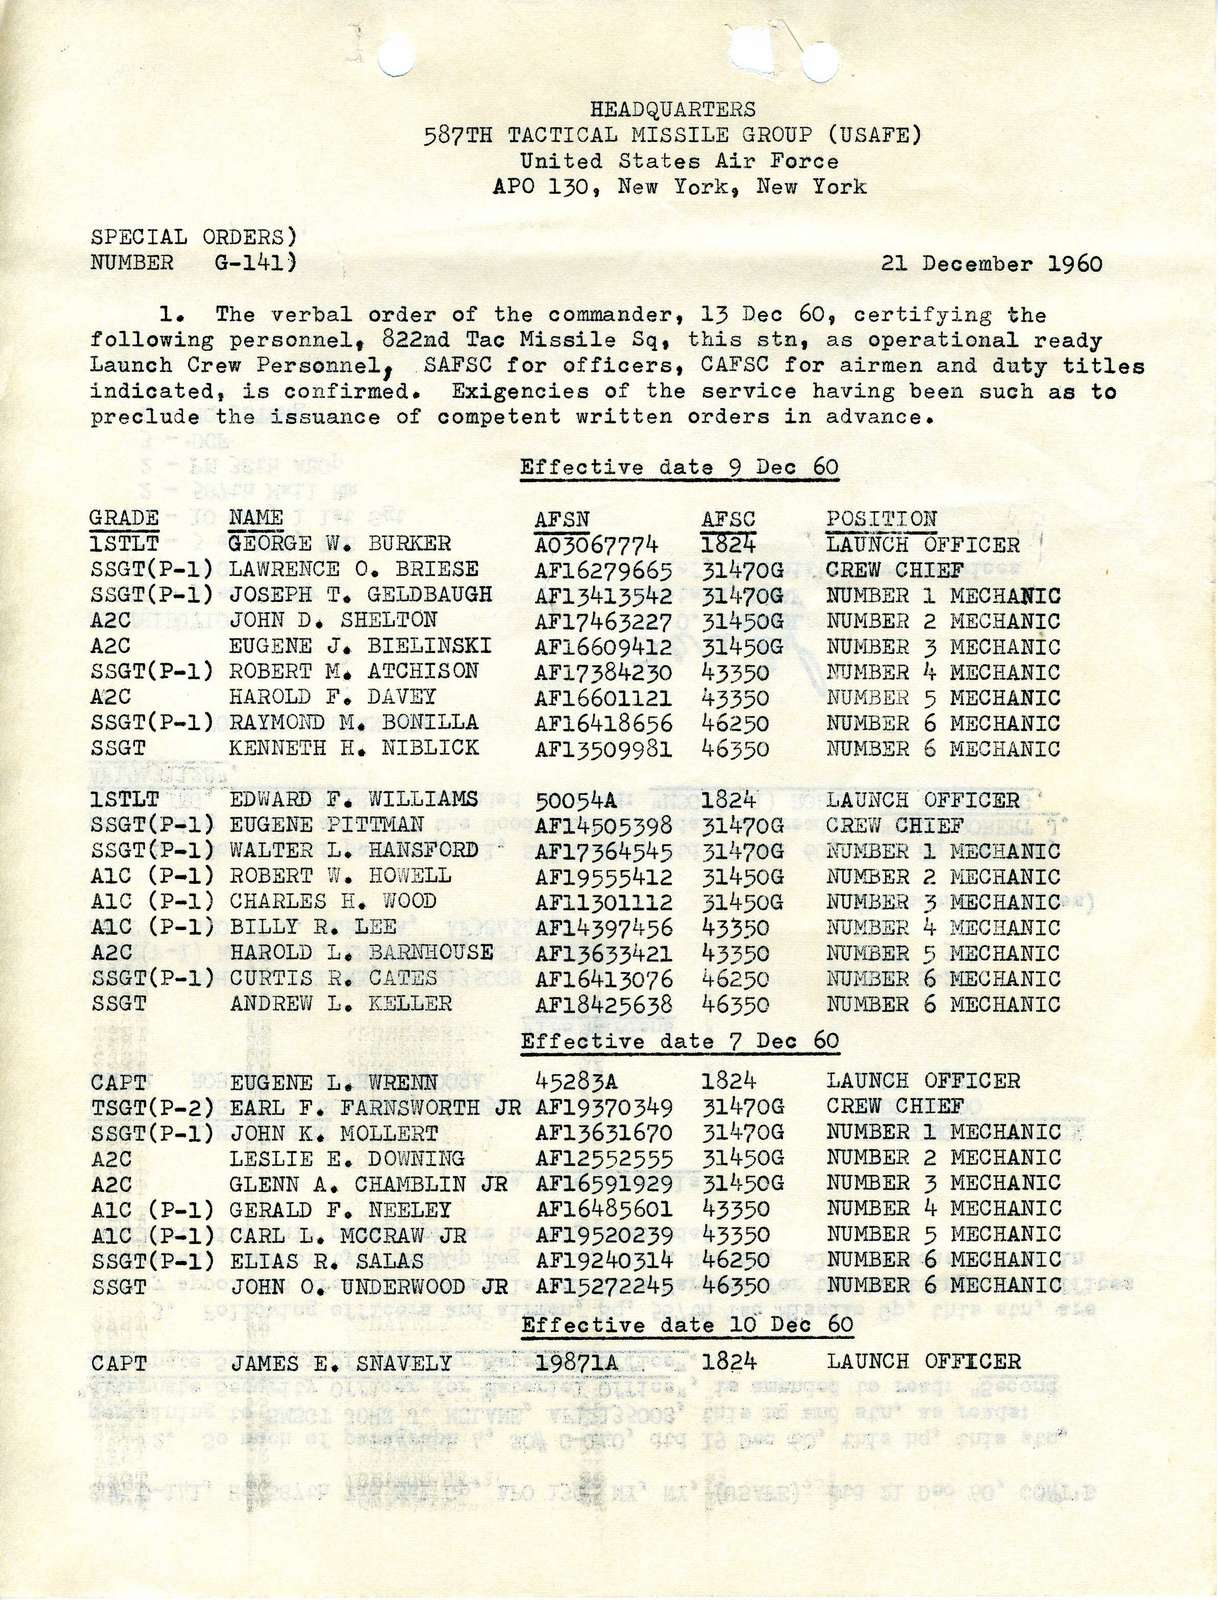 HEADQUARTERS
587TH TACTICAL MISSILE GROUP (USAFE)
United States Air Force
APO 130, New York, New York
SPECIAL ORDERS)
NUMBER   G-141)                    21 December 1960
1.  The verbal order of the commander, 13 Dec 60, certifying the
following personnel, 822nd Tac Missile Sq, this stn, as operational ready
Launch Crew Personnel, SAFSC for officers, CAFSC for airmen and duty titles
indicated, is confirmed.  Exigencies of the service having been such as to
preclude the issuance of competent written orders in advance.
Effective date 9 Dec 60
GRADE NAME AFSN AFSC POSITION
1STLT GEORGE W. BURKER AO3067774 1824 LAUNCH OFFICER
SSGT(P-1) LAWRENCE O. BRIESE AF16279665 31470G CREW CHIEF
SSGT(P-1) JOSEPH T. GELDBAUGH AF13413542 31470G NUMBER 1 MECHANIC
A2C JOHN D. SHELTON AF17463227 31450G NUMBER 2 MECHANIC
A2C EUGENE J. BIELINSKI AF16609412 31450G NUMBER 3 MECHANIC
SSGT(P-1) ROBERT M. ATCHISON AF17384230 43350 NUMBER 4 MECHANIC
A2C HAROLD F. DAVEY AF16601121 43350 NUMBER 5 MECHANIC
SSGT(P-1) RAYMOND M. BONILLA AF16418656 46250 NUMBER 6 MECHANIC
SSGT KENNETH H. NIBLICK AF13509981 46350 NUMBER 6 MECHANIC
1STLT EDWARD F. WILLIAMS 50054A 1824 LAUNCH OFFICER
SSGT(P-1) EUGENE PITTMAN AF14505398 31470G CREW CHIEF
SSGT(P-1) WALTER L. HANSFORD AF17364545 31470G NUMBER 1 MECHANIC
A1C (P-1) ROBERT W. HOWELL AF19555412 31450G NUMBER 2 MECHANIC
A1C (P-1) CHARLES H. WOOD AF11301112 31450G NUMBER 3 MECHANIC
A1C (P-1) BILLY R. LEE AF14397456 43350 NUMBER 4 MECHANIC
A2C HAROLD L. BARNHOUSE AF13633421 43350 NUMBER 5 MECHANIC
SSGT(P-1) CURTIS R. CATES AF16413076 46250 NUMBER 6 MECHANIC
SSGT ANDREW L. KELLER AF18425638 46350 NUMBER 6 MECHANIC
Effective date 7 Dec 60
CAPT EUGENE L. WRENN 45283A 1824 LAUNCH OFFICER
TSGT(P-2) EARL F. FARNSWORTH JR AF19370349 31470G CREW CHIEF
SSGT(P-1) JOHN K. MOLLERT AF13631670 31470G NUMBER 1 MECHANIC
A2C LESLIE E. DOWNING AF12552555 31450G NUMBER 2 MECHANIC
A2C GLENN A. CHAMBLIN JR AF16591929 31450G NUMBER 3 MECHANIC
A1C (P-1) GERALD F. NEELEY AF16485601 43350 NUMBER 4 MECHANIC
A1C (P-1) CARL L. MCCRAW JR AF19520239 43350 NUMBER 5 MECHANIC
SSGT(P-1) ELIAS R. SALAS AF19240314 46250 NUMBER 6 MECHANIC
SSGT JOHN O. UNDERWOOD JR AF15272245 46350 NUMBER 6 MECHANIC
Effective date 10 Dec 60
CAPT JAMES E. SNAVELY 19871A 1824 LAUNCH OFFICER